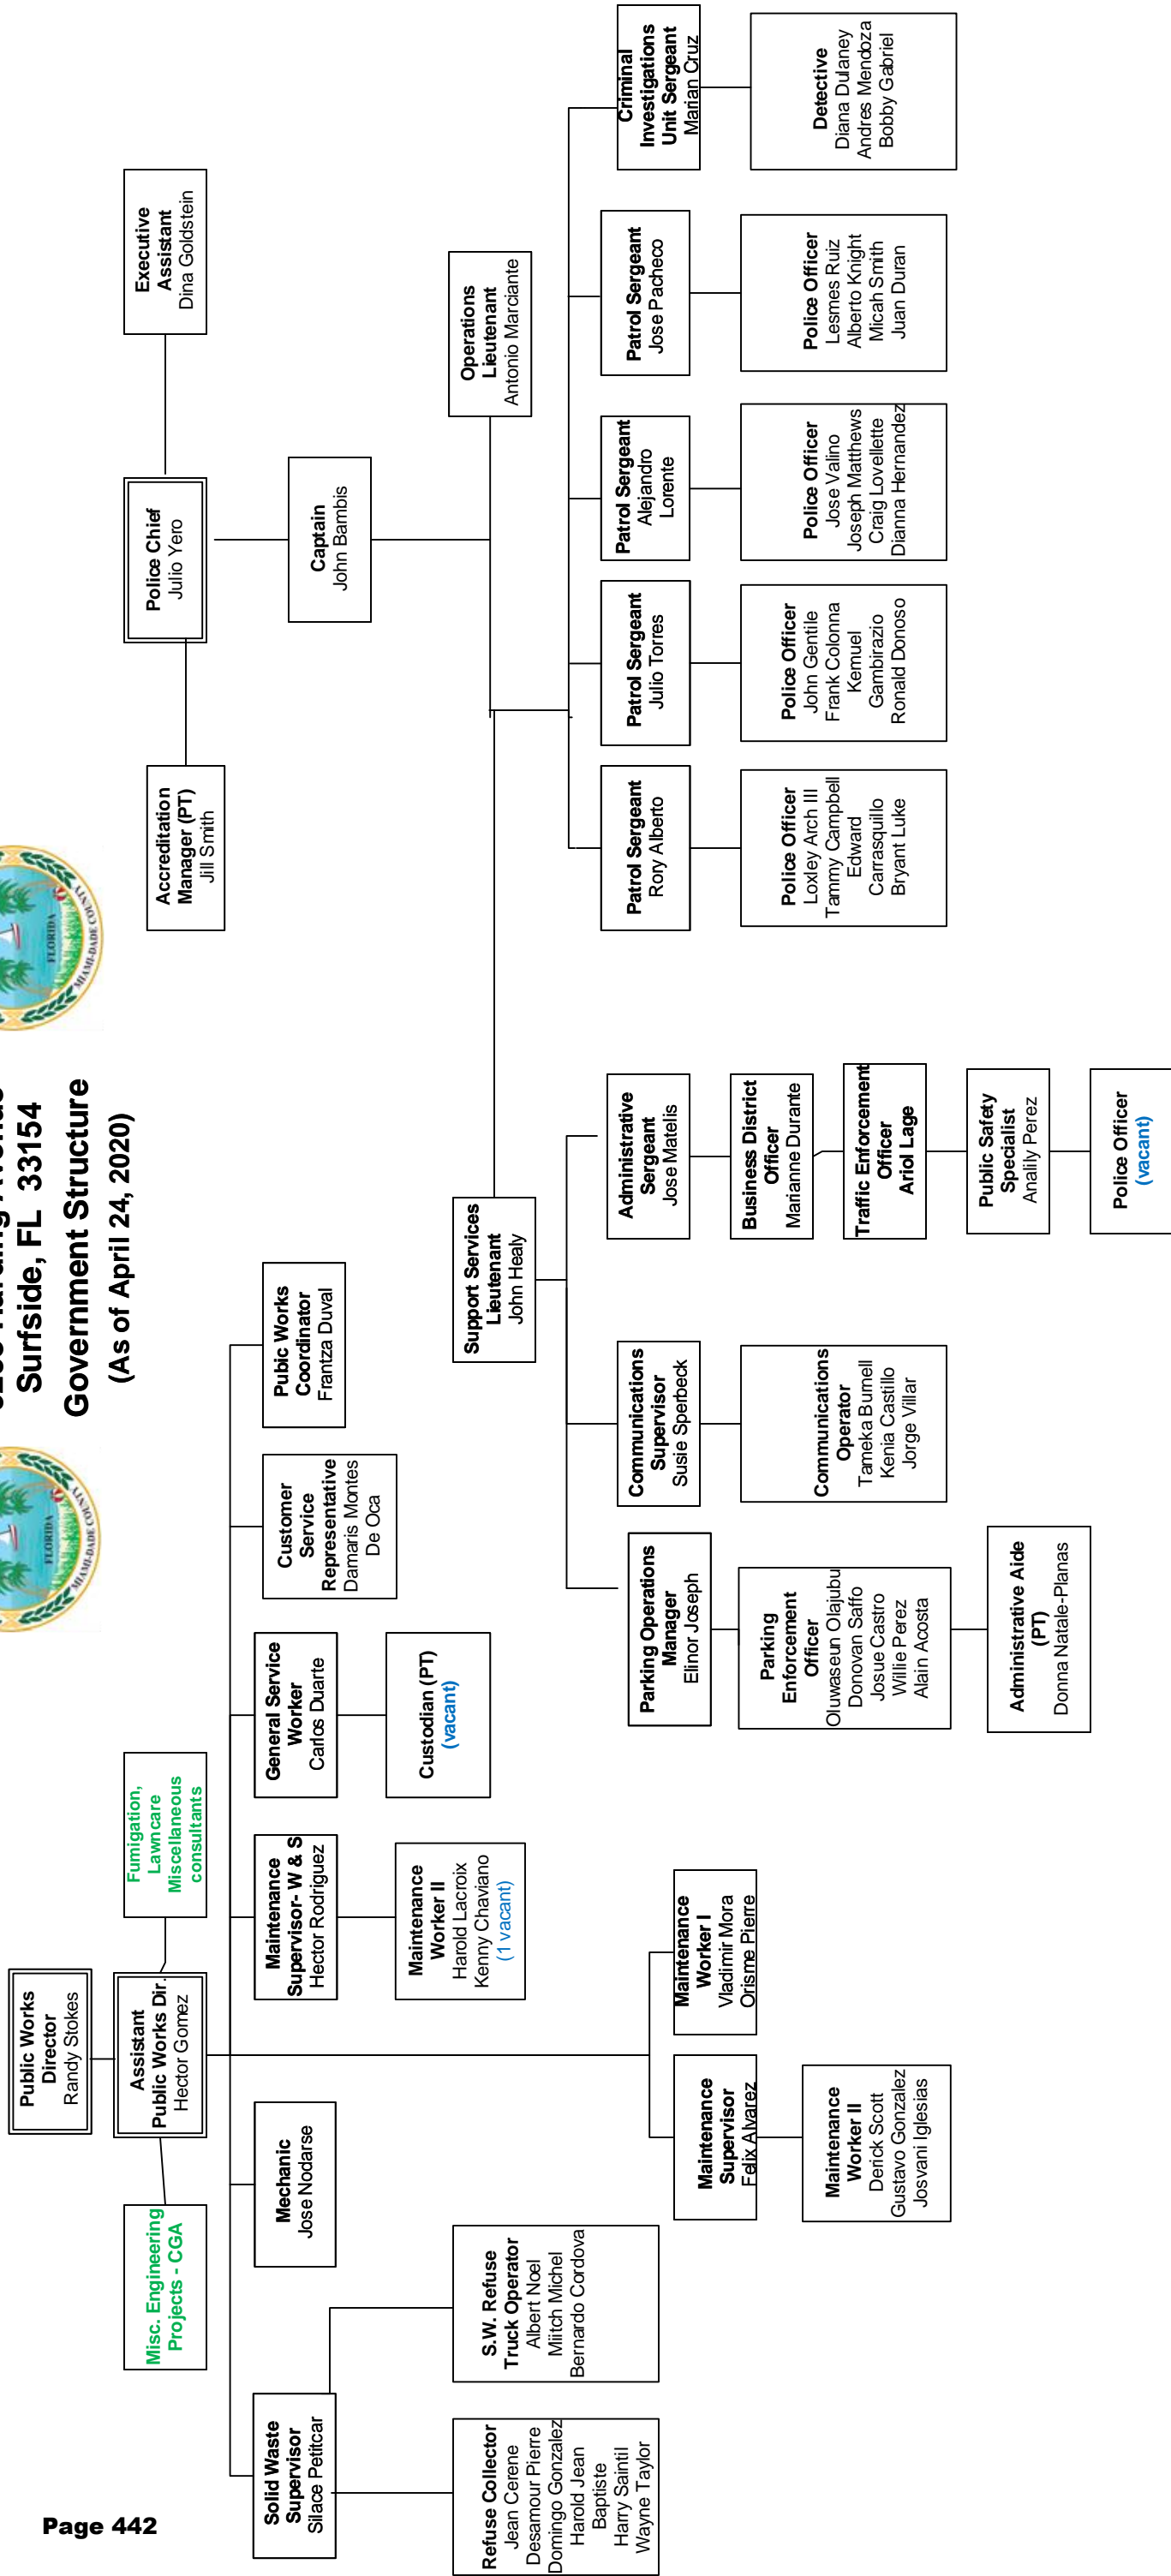 Surfside, FL 33154
Government Structure
(As of April 24, 2020)
FLORIDA
MIAMI-DADE COUNTY
FLORIDA
MIAMI-DADE COUNTY
Public Works
Director
Randy Stokes
Misc. Engineering
Projects - CGA
Assistant
Public Works Dir.
Hector Gomez
Fumigation,
Lawncare
Miscellaneous
consultants
Solid Waste
Supervisor
Silace Petitcar
Mechanic
Jose Nodarse
Maintenance
Supervisor- W & S
Hector Rodriguez
General Service
Worker
Carlos Duarte
Customer
Service
Representative
Damaris Montes
De Oca
Pubic Works
Coordinator
Frantza Duval
Maintenance
Worker II
Harold Lacroix
Kenny Chaviano
(1 vacant)
Custodian (PT)
(vacant)
Refuse Collector
Jean Cerene
Desamour Pierre
Domingo Gonzalez
Harold Jean
Baptiste
Harry Saintil
Wayne Taylor
S.W. Refuse
Truck Operator
Albert Noel
Miitch Michel
Bernardo Cordova
Maintenance
Supervisor
Felix Alvarez
Maintenance
Worker I
Vladimir Mora
Orisme Pierre
Maintenance
Worker II
Derick Scott
Gustavo Gonzalez
Josvani Iglesias
Accreditation
Manager (PT)
Jill Smith
Police Chief
Julio Yero
Executive
Assistant
Dina Goldstein
Captain
John Bambis
Support Services
Lieutenant
John Healy
Operations
Lieutenant
Antonio Marciante
Parking Operations
Manager
Elinor Joseph
Communications
Supervisor
Susie Sperbeck
Administrative
Sergeant
Jose Matelis
Parking
Enforcement
Officer
Oluwaseun Olajubu
Donovan Saffo
Josue Castro
Willie Perez
Alain Acosta
Communications
Operator
Tameka Burnell
Kenia Castillo
Jorge Villar
Business District
Officer
Marianne Durante
Traffic Enforcement
Officer
Ariol Lage
Administrative Aide
(PT)
Donna Natale-Planas
Public Safety
Specialist
Analily Perez
Police Officer
(vacant)
Patrol Sergeant
Rory Alberto
Patrol Sergeant
Julio Torres
Patrol Sergeant
Alejandro
Lorente
Patrol Sergeant
Jose Pacheco
Criminal
Investigations
Unit Sergeant
Marian Cruz
Police Officer
Loxley Arch III
Tammy Campbell
Edward
Carrasquillo
Bryant Luke
Police Officer
John Gentile
Frank Colonna
Kemuel
Gambirazio
Ronald Donoso
Police Officer
Jose Valino
Joseph Matthews
Craig Lovellette
Dianna Hernandez
Police Officer
Lesmes Ruiz
Alberto Knight
Micah Smith
Juan Duran
Detective
Diana Dulaney
Andres Mendoza
Bobby Gabriel
Page 442